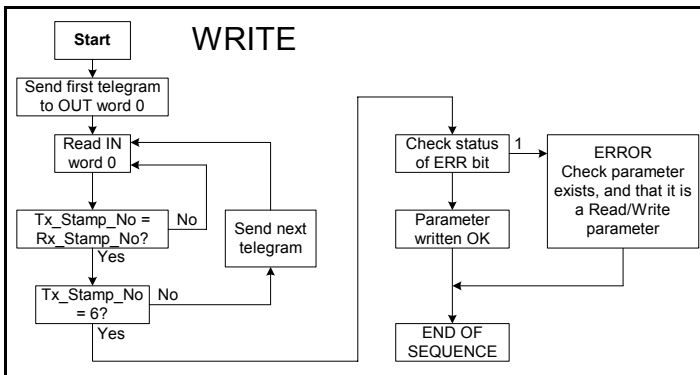 WRITE
Start
Send first telegram
to OUT word 0
Read IN
word 0
Tx_Stamp_No =
Rx_Stamp_No?
No
Yes
Send next
telegram
Tx_Stamp_No
= 6?
No
Yes
Check status
of ERR bit
1
ERROR
Check parameter
exists, and that it is
a Read/Write
parameter
Parameter
written OK
END OF
SEQUENCE